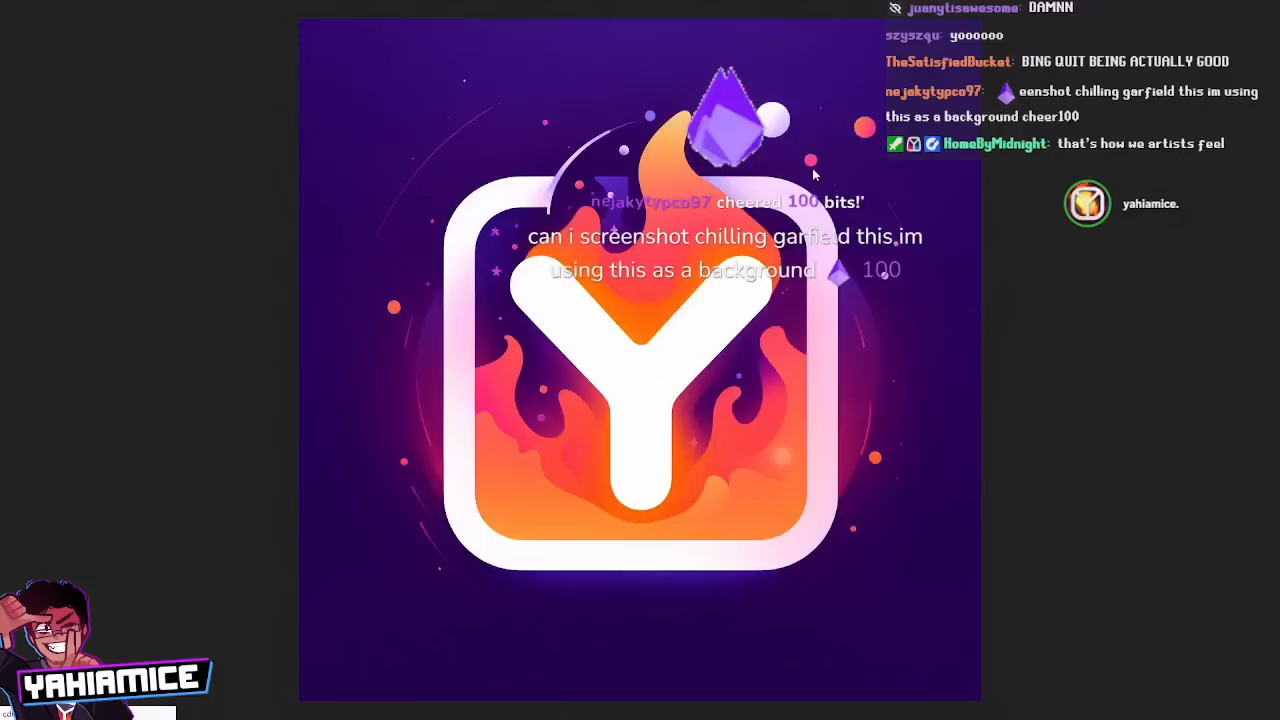 juanytisawesome: DAMNN
szyszqu: yoooooo
TheSatisfiedBucket: BING QUIT BEING ACTUALLY GOOD
nejakytypco97: eenshot chilling garfield this im using
this as a background cheer100
HomeByMidnight: that's how we artists feel
yahiamice.
nejakytypco97 cheered 100 bits!'
can i screenshot chilling garfield this im
using this as a background 100
Y
YAHIAMICE